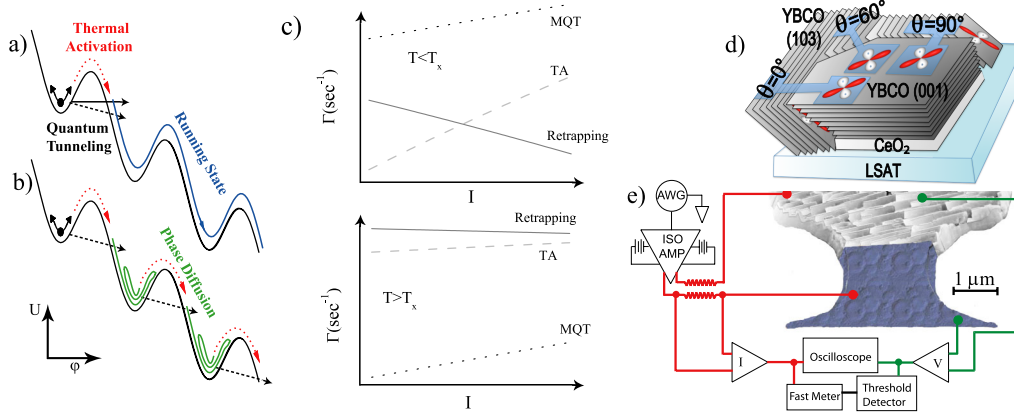 a)
Thermal
Activation
Quantum
Tunneling
Running State
b)
Phase Diffusion
U
φ
c)
Γ(sec⁻¹)
T<Tₓ
MQT
TA
Retrapping
I
Γ(sec⁻¹)
T>Tₓ
Retrapping
TA
MQT
I
d)
YBCO
(103)
θ=60°
θ=90°
θ=0°
YBCO (001)
CeO₂
LSAT
e)
AWG
ISO
AMP
1 μm
I
Oscilloscope
V
Fast Meter
Threshold
Detector